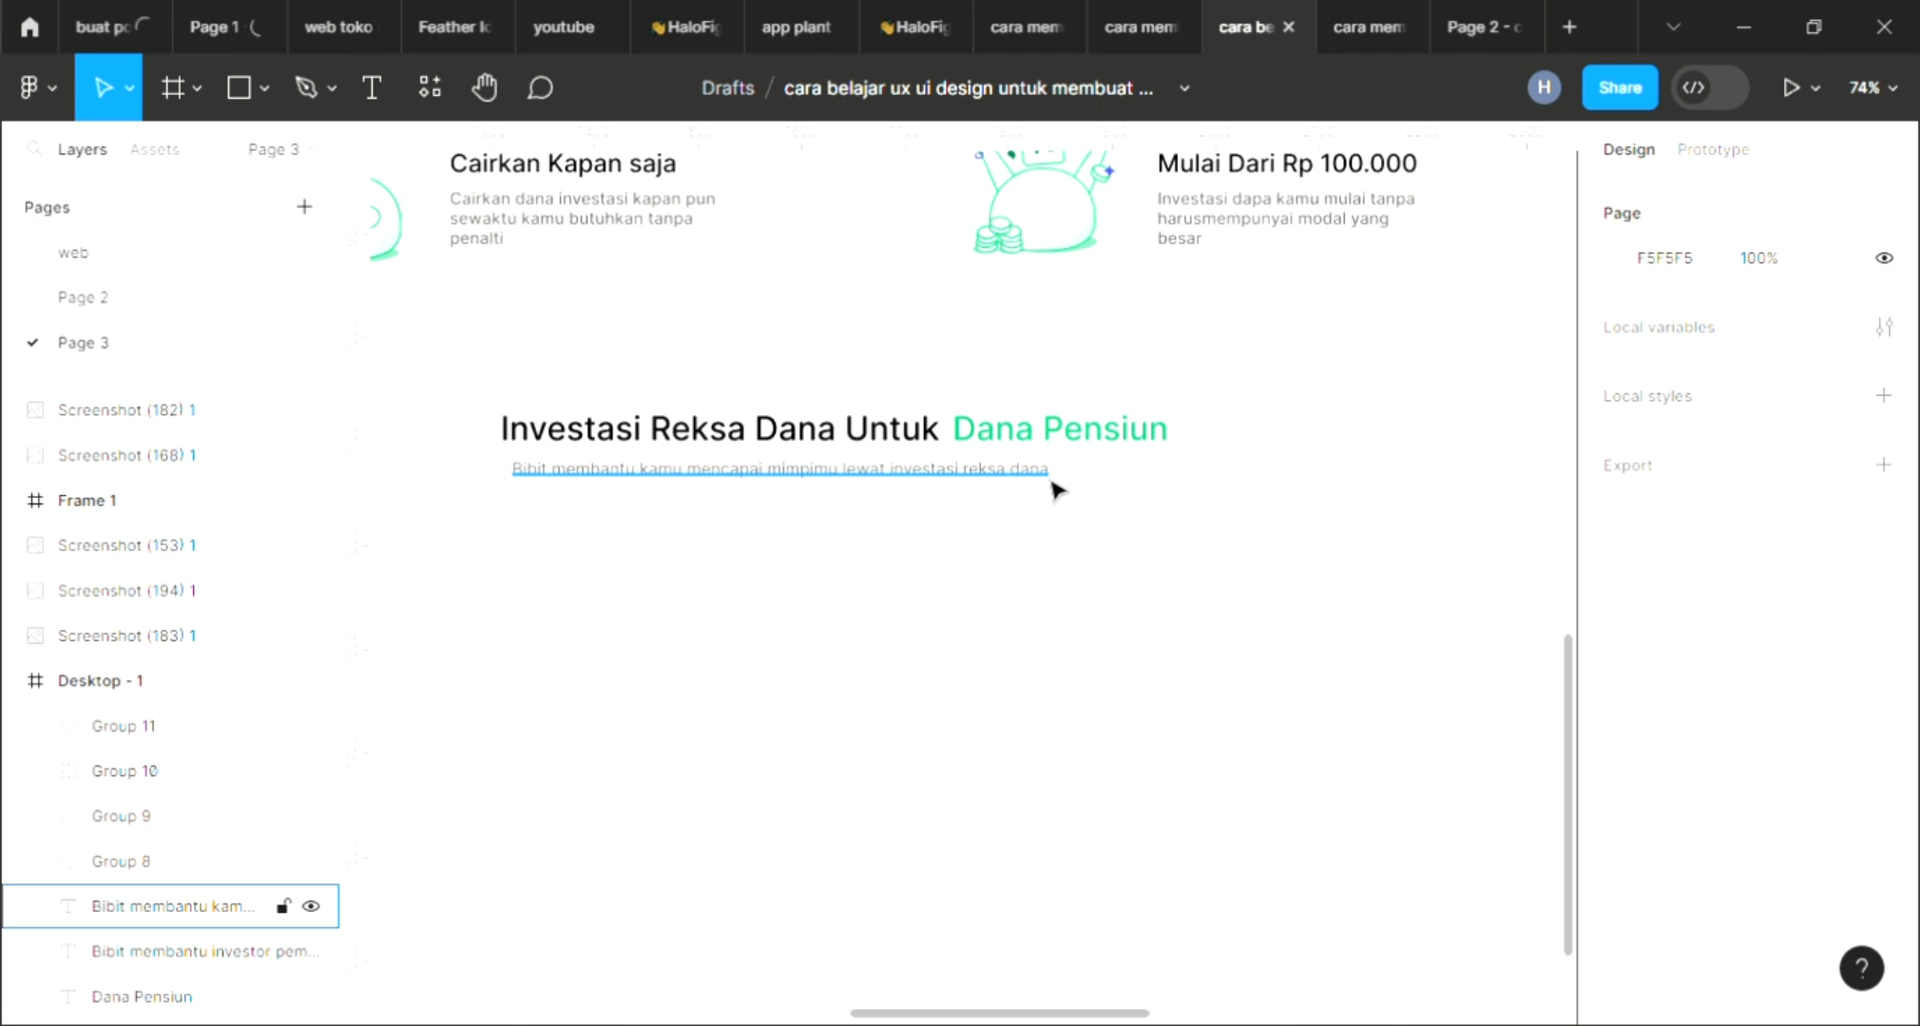 buat po
Page 1
web toko
Feather Ic
youtube
HaloFig
app plant
HaloFig
cara mem
cara mem
cara be
cara mem
Page 2 - c
Drafts / cara belajar ux ui design untuk membuat ...
H
Share
74%
Layers
Assets
Page 3
Pages
web
Page 2
Page 3
Screenshot (182) 1
Screenshot (168) 1
Frame 1
Screenshot (153) 1
Screenshot (194) 1
Screenshot (183) 1
Desktop - 1
Group 11
Group 10
Group 9
Group 8
Bibit membantu kam...
Bibit membantu investor pem...
Dana Pensiun
Cairkan Kapan saja
Cairkan dana investasi kapan pun
sewaktu kamu butuhkan tanpa
penalti
Mulai Dari Rp 100.000
Investasi dapa kamu mulai tanpa
harusmempunyai modal yang
besar
Investasi Reksa Dana Untuk Dana Pensiun
Bibit membantu kamu mencapai mimpimu lewat investasi reksa dana
Design
Prototype
Page
F5F5F5
100%
Local variables
Local styles
Export
?